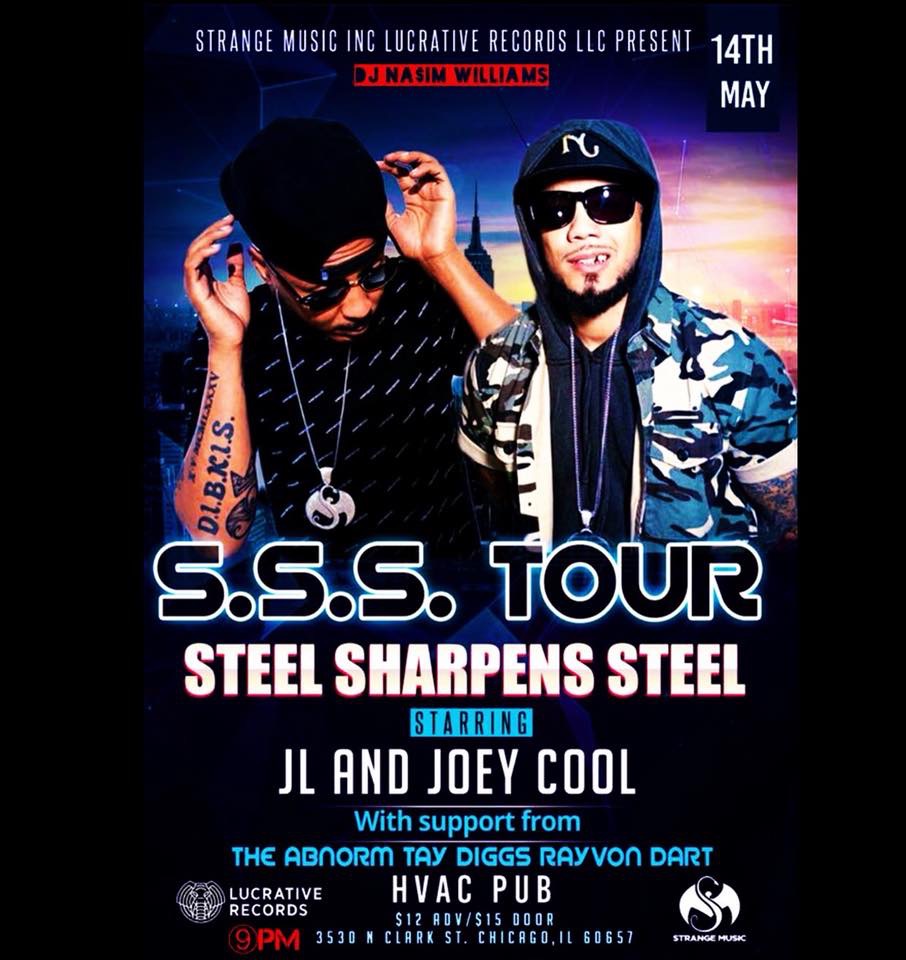 STRANGE MUSIC INC LUCRATIVE RECORDS LLC PRESENT
DJ NA$IM WILLIAMS
14TH
MAY
D.I.B.K.I.S.
S.S.S. TOUR
STEEL SHARPENS STEEL
STARRING
JL AND JOEY COOL
With support from
THE ABNORM TAY DIGGS RAYVON DART
HVAC PUB
LUCRATIVE
RECORDS
$12 ADV/$15 DOOR
9PM
3530 N CLARK ST. CHICAGO,IL 60657
STRANGE MUSIC